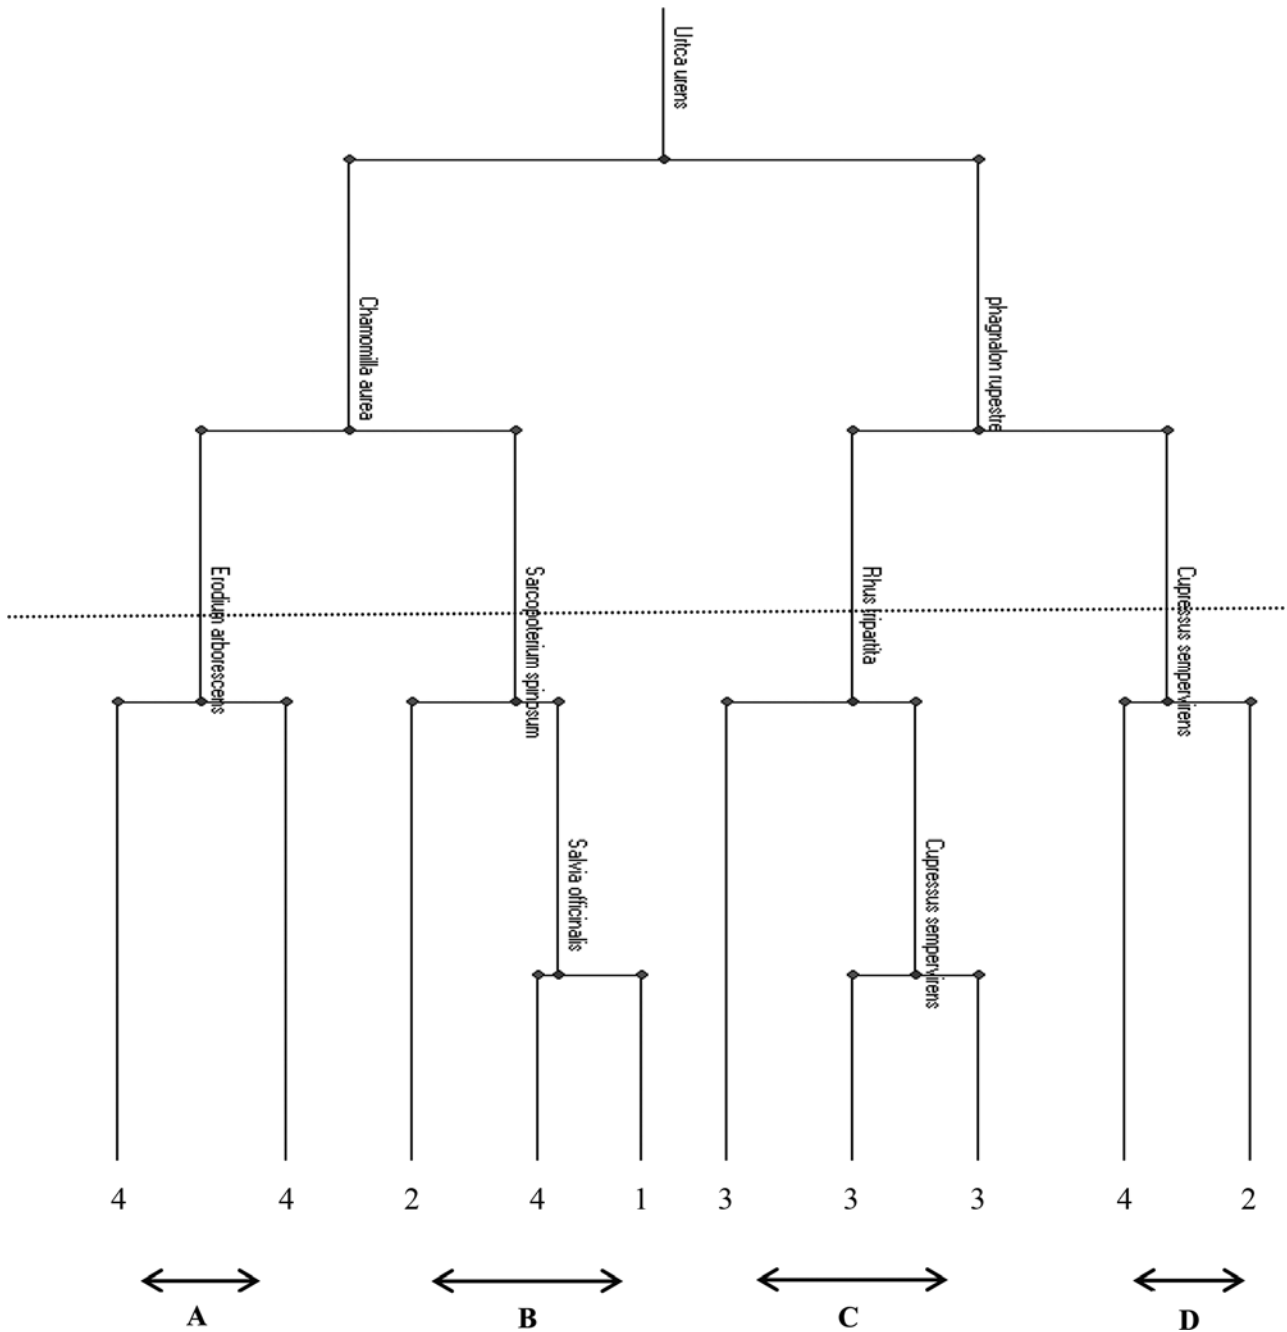 Urtca urens
Chamomilla aurea
phagnalon rupestre
Erodium arborescens
Sarcopoterium spinosum
Rhus tripartita
Cupressus sempervirens
Salvia officinalis
Cupressus sempervirens
4 4 2 4 1 3 3 3 4 2
A B C D